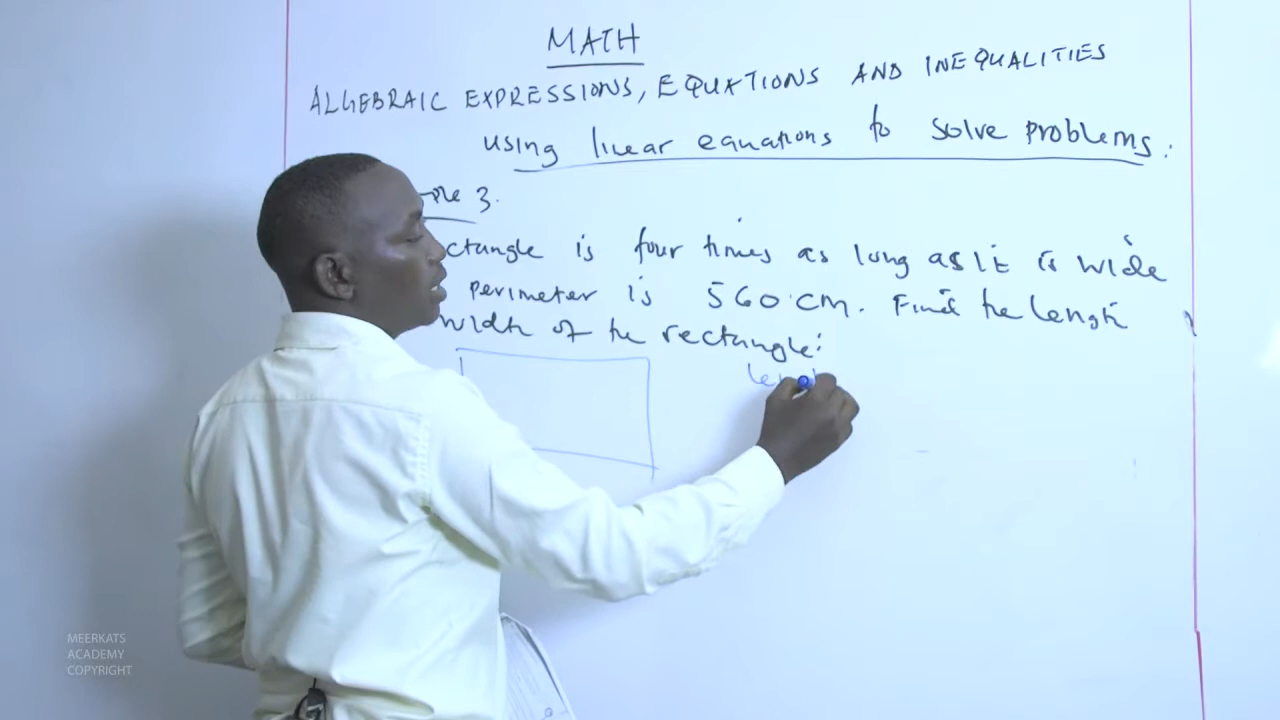 MATH
ALGEBRAIC EXPRESSIONS, EQUATIONS AND INEQUALITIES
using linear equations to solve problems.
3.
ctangle is four times as long as it is wide
perimeter is 560 cm. Find the length
width of the rectangle.
MEERKATS
ACADEMY
COPYRIGHT